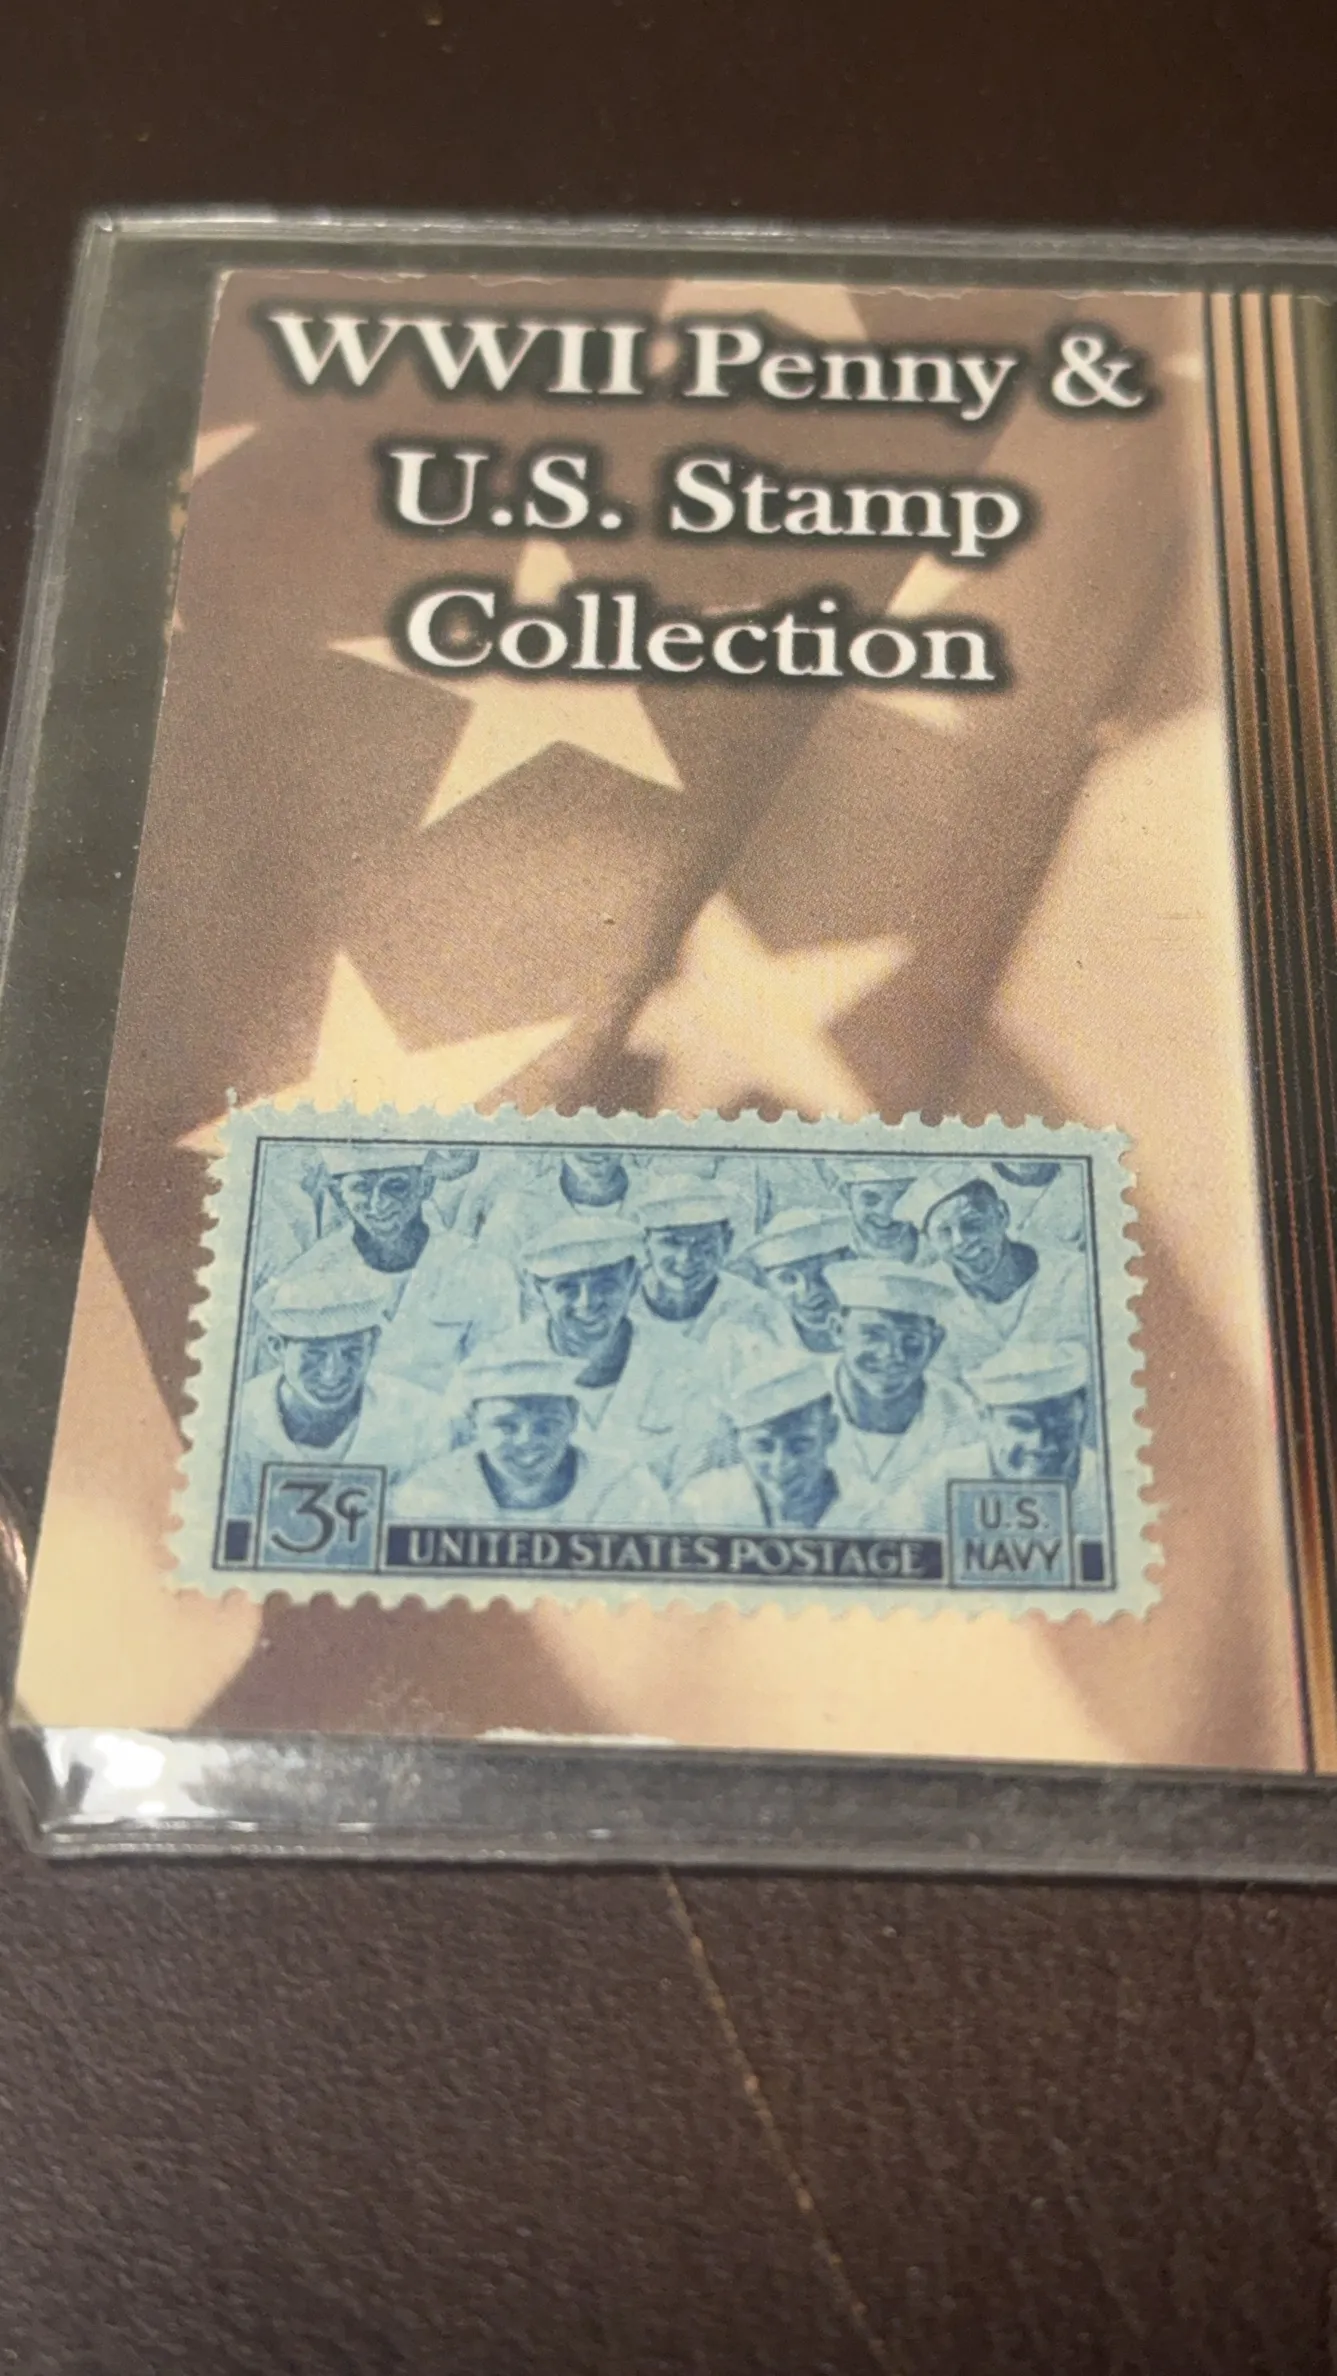 WWII Penny &
U.S. Stamp
Collection
3¢
UNITED STATES POSTAGE
U.S.
NAVY